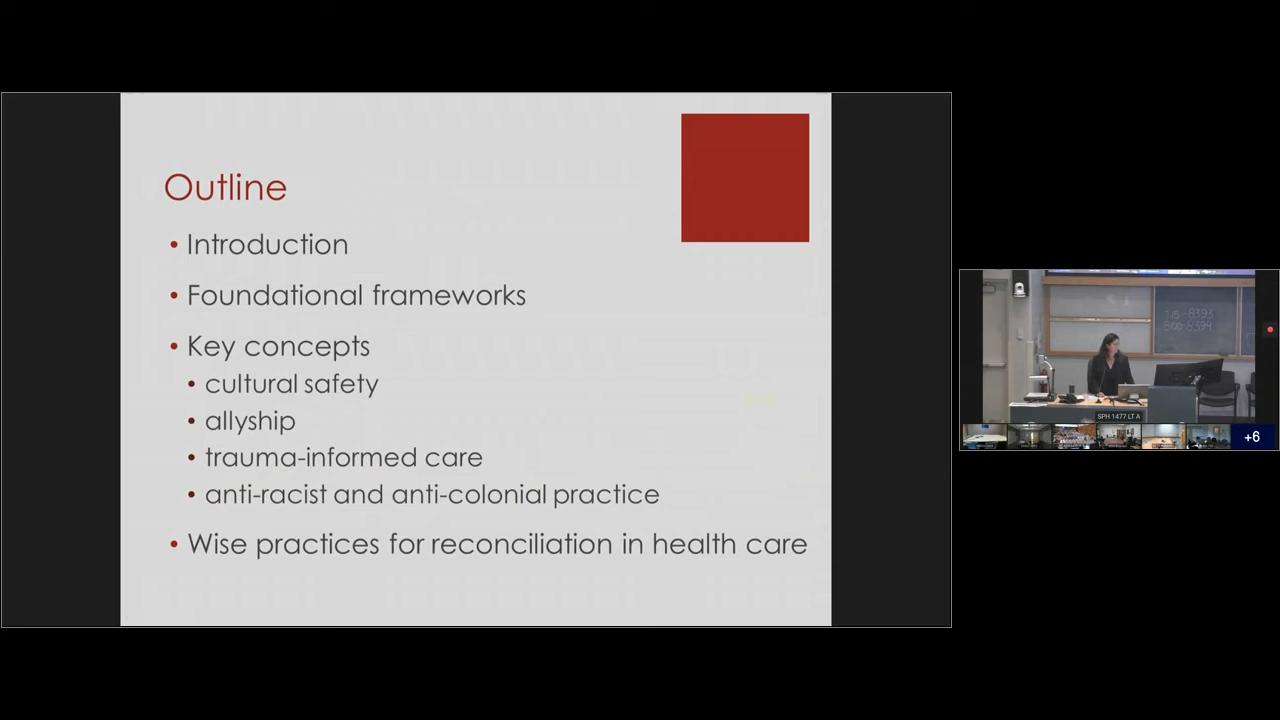 Outline
• Introduction
• Foundational frameworks
• Key concepts
• cultural safety
• allyship
• trauma-informed care
• anti-racist and anti-colonial practice
• Wise practices for reconciliation in health care
SPH 1477 LT A
+6